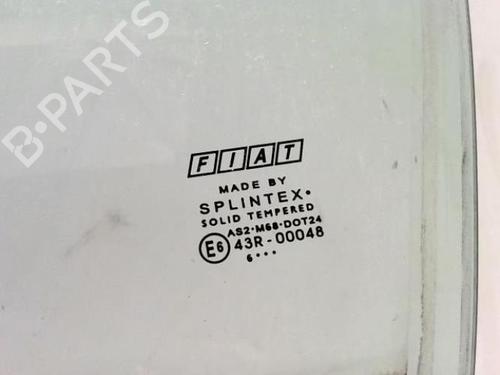 B-PARTS
FIAT
MADE BY
SPLINTEX.
SOLID TEMPERED
AS2·M68·DOT24
E6 43R-00048
6...